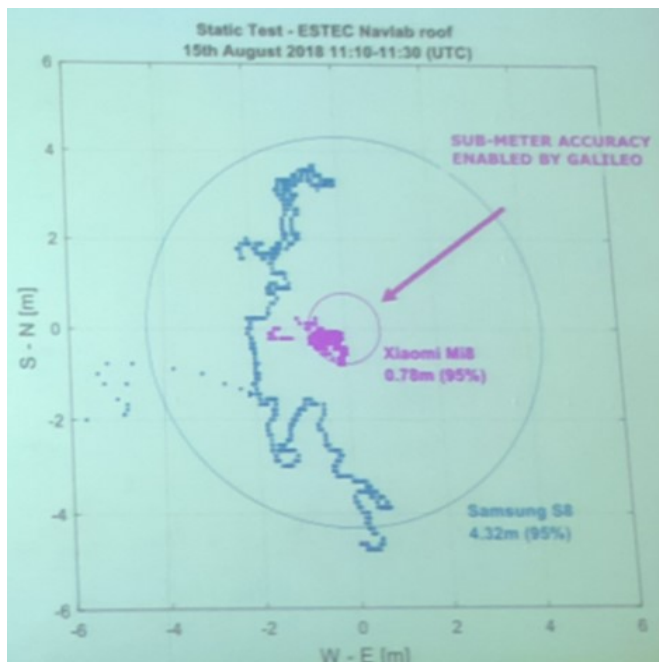 Static Test - ESTEC Navlab roof
15th August 2018 11:10-11:30 (UTC)
6
SUB-METER ACCURACY
ENABLED BY GALILEO
4
2
S - N [m]
0
Xiaomi Mi8
0.78m (95%)
-2
-4
Samsung S8
4.32m (95%)
-6
-6
-4
-2
0
2
4
6
W - E [m]